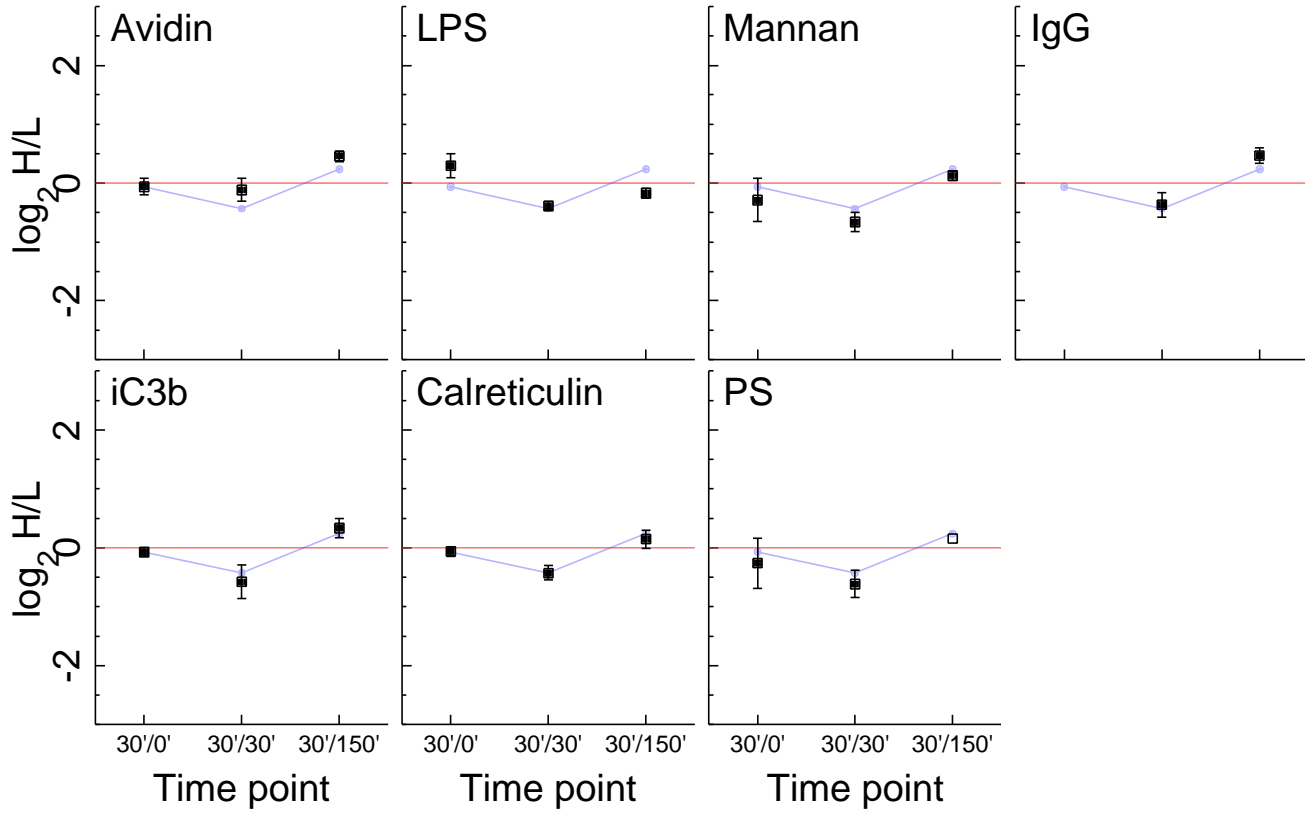 Avidin LPS Mannan IgG
2
0
-2
log2 H/L
iC3b Calreticulin PS
2
0
-2
log2 H/L
30'/0' 30'/30' 30'/150' 30'/0' 30'/30' 30'/150' 30'/0' 30'/30' 30'/150'
Time point Time point Time point